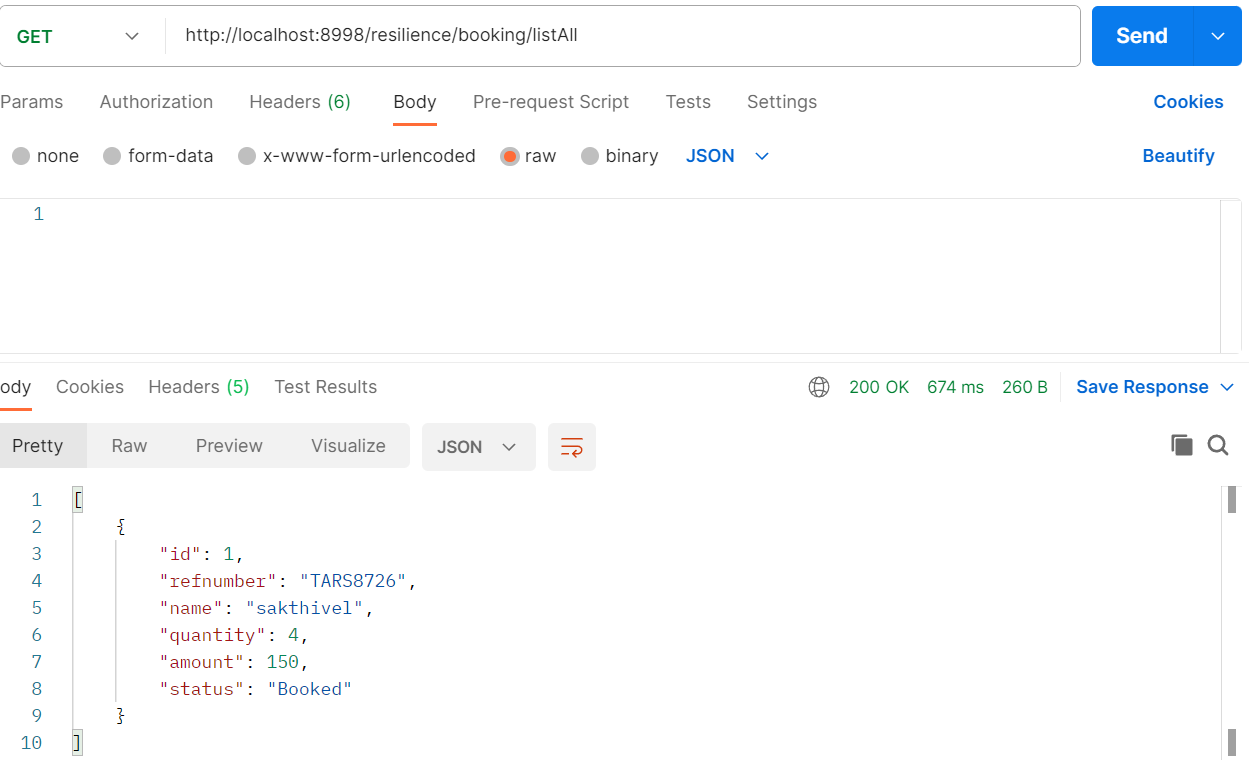 GET http://localhost:8998/resilience/booking/listAll Send
Params Authorization Headers (6) Body Pre-request Script Tests Settings Cookies
none form-data x-www-form-urlencoded raw binary JSON Beautify
1
ody Cookies Headers (5) Test Results 200 OK 674 ms 260 B Save Response
Pretty Raw Preview Visualize JSON
1 [
2 {
3 "id": 1,
4 "refnumber": "TARS8726",
5 "name": "sakthivel",
6 "quantity": 4,
7 "amount": 150,
8 "status": "Booked"
9 }
10 ]